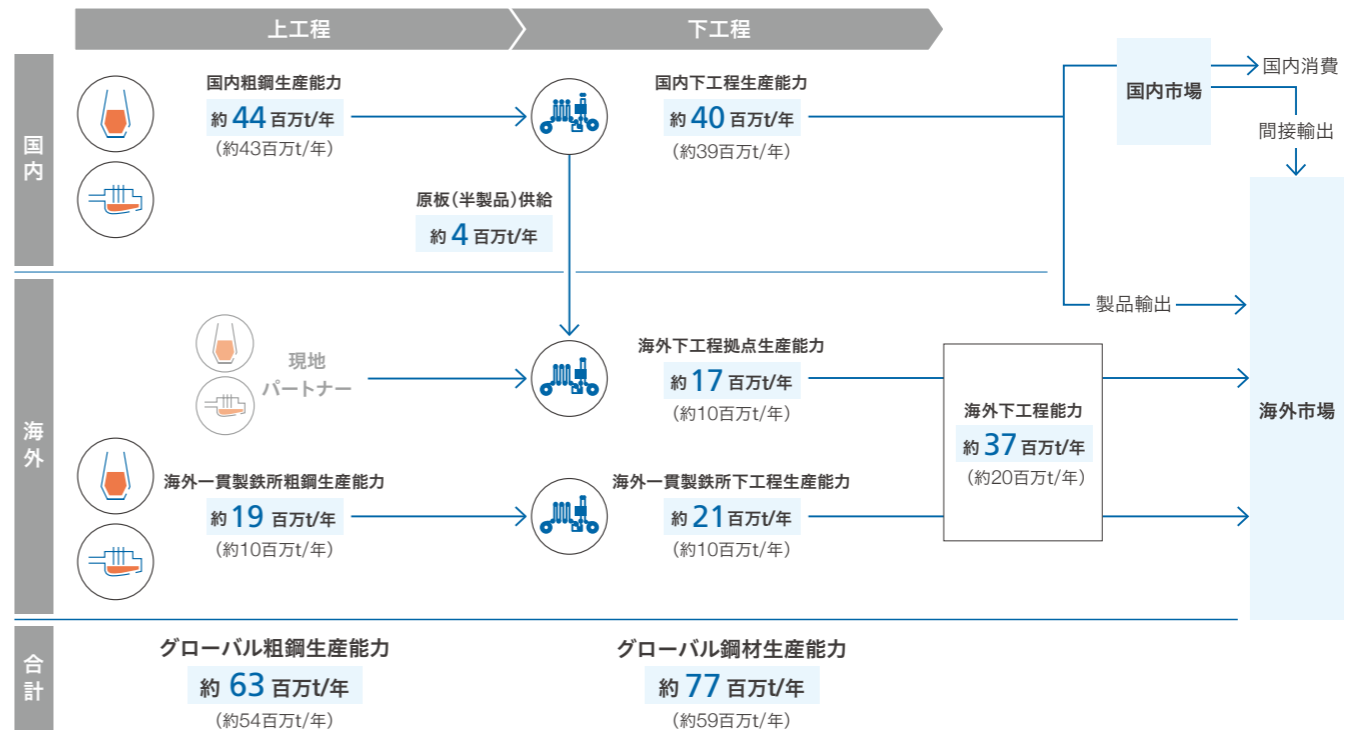 上工程
下工程
国内
国内粗鋼生産能力
約 44 百万t/年
（約43百万t/年）
国内下工程生産能力
約 40 百万t/年
（約39百万t/年）
国内市場
国内消費
間接輸出
原板（半製品）供給
約 4 百万t/年
製品輸出
海外
現地
パートナー
海外下工程拠点生産能力
約 17 百万t/年
（約10百万t/年）
海外下工程能力
約 37 百万t/年
（約20百万t/年）
海外市場
海外一貫製鉄所粗鋼生産能力
約 19 百万t/年
（約10百万t/年）
海外一貫製鉄所下工程生産能力
約 21 百万t/年
（約10百万t/年）
合計
グローバル粗鋼生産能力
約 63 百万t/年
（約54百万t/年）
グローバル鋼材生産能力
約 77 百万t/年
（約59百万t/年）